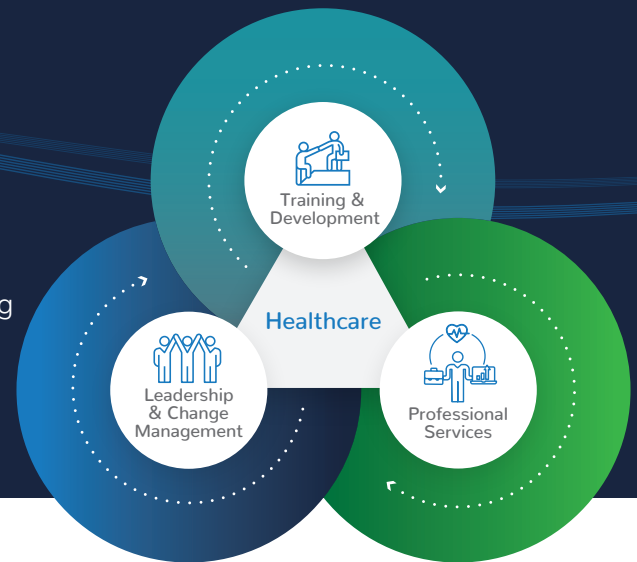 Training &
Development
g
Healthcare
Leadership
& Change
Management
Professional
Services